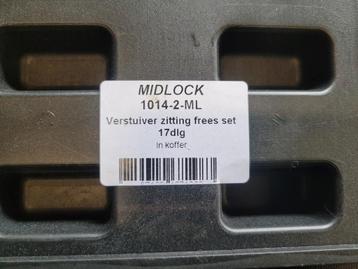 MIDLOCK
1014-2-ML
Verstuiver zitting frees set
17dlg
In koffer